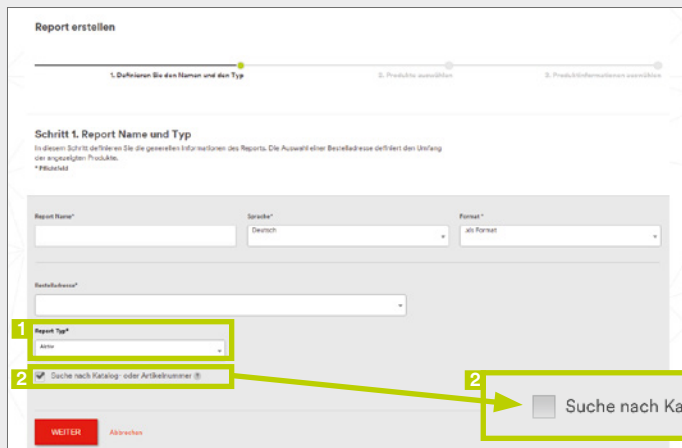 Report erstellen
1. Definieren Sie den Namen und den Typ
2. Produkte auswählen
3. Produktinformationen auswählen
Schritt 1. Report Name und Typ
In diesem Schritt definieren Sie die generellen Informationen des Reports. Die Auswahl einer Bestelladresse definiert den Umfang
der angezeigten Produkte.
* Pflichtfeld
Report Name*
Sprache*
Format *
Deutsch
.xls Format
Bestelladresse*
1
Report Typ*
Aktiv
2
Suche nach Katalog- oder Artikelnummer ?
2
Suche nach Ka
WEITER
Abbrechen